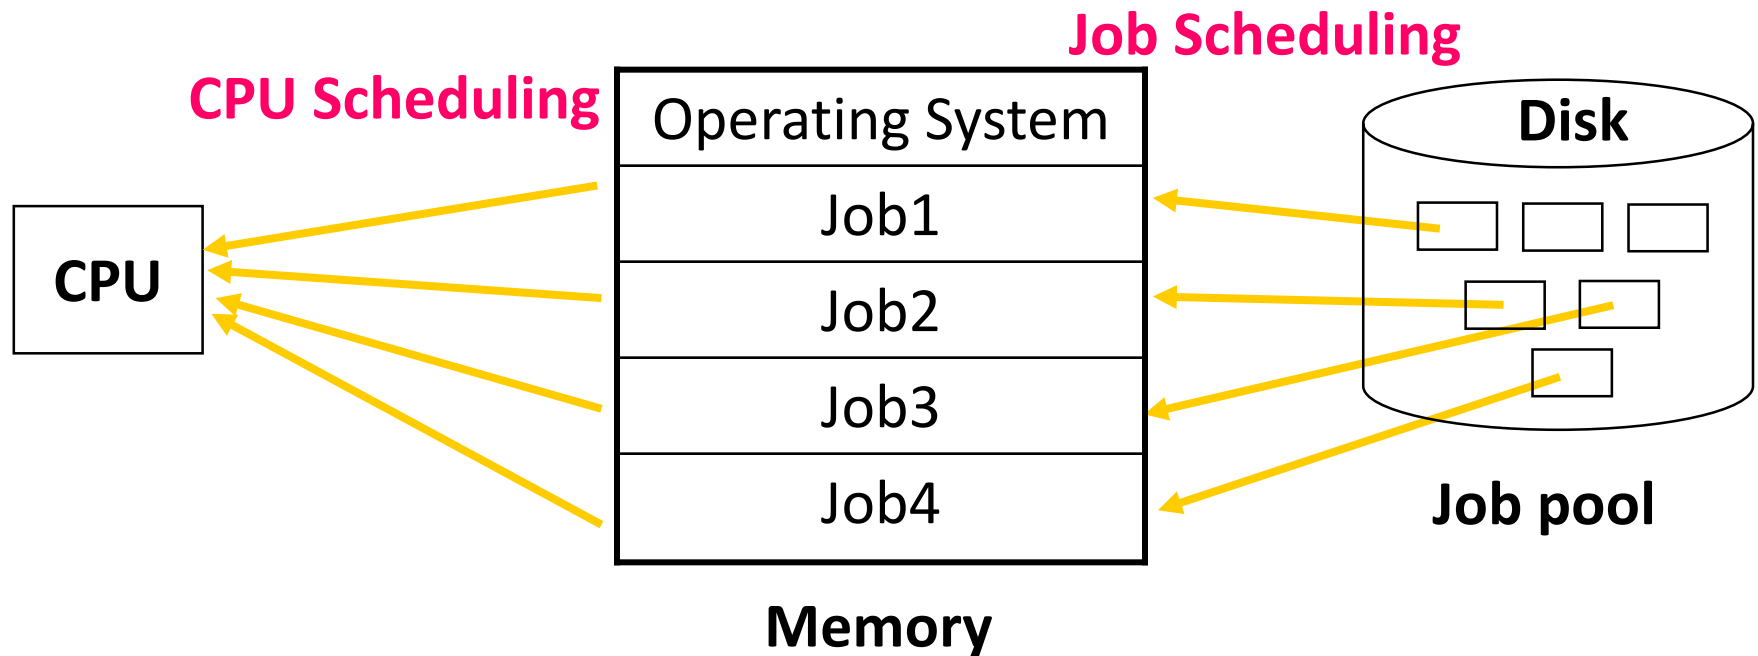 Job Scheduling
CPU Scheduling
Operating System
Disk
Job1
CPU
Job2
Job3
Job4
Job pool
Memory